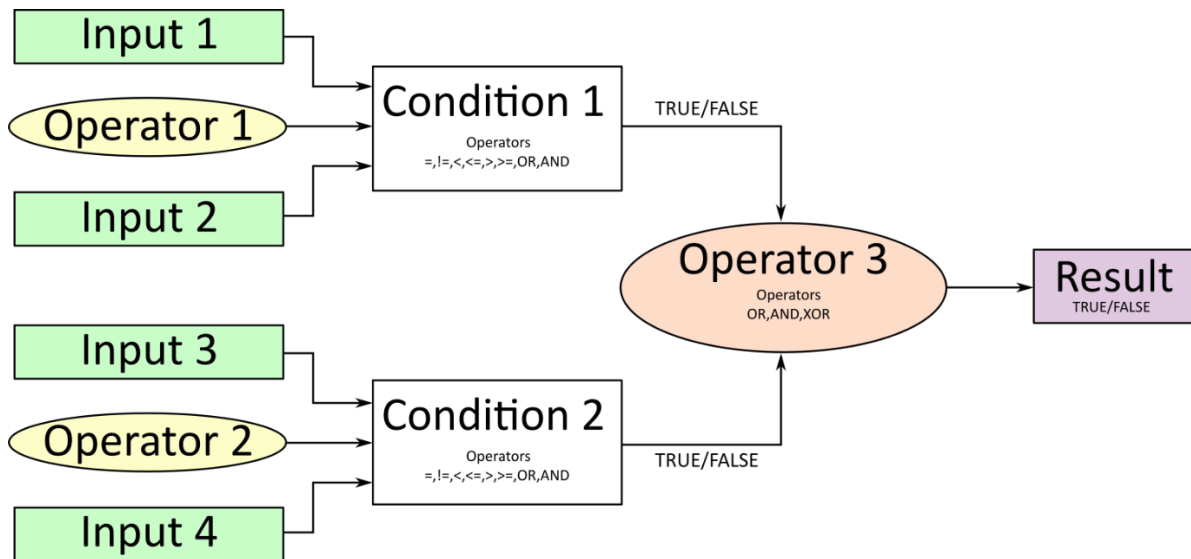 Input 1
Operator 1
Input 2
Condition 1
Operators
=,!=,<,<=,>,>=,OR,AND
TRUE/FALSE
Input 3
Operator 2
Input 4
Condition 2
Operators
=,!=,<,<=,>,>=,OR,AND
TRUE/FALSE
Operator 3
Operators
OR,AND,XOR
Result
TRUE/FALSE